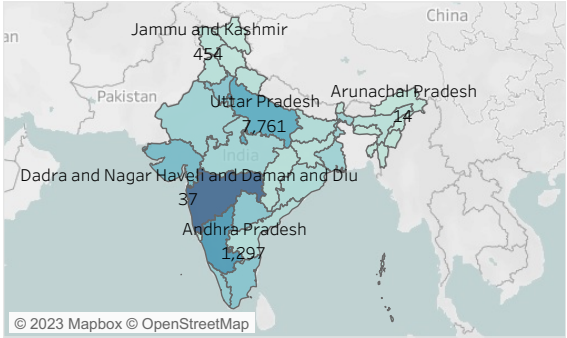 China
Jammu and Kashmir
454
an
Pakistan
Uttar Pradesh
7,761
Arunachal Pradesh
14
India
Dadra and Nagar Haveli and Daman and Diu
37
Andhra Pradesh
1,297
© 2023 Mapbox © OpenStreetMap